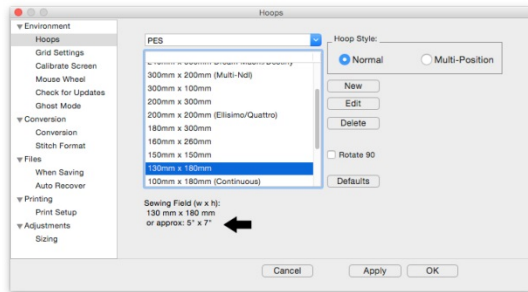 Hoops
Environment
Hoops
Grid Settings
Calibrate Screen
Mouse Wheel
Check for Updates
Ghost Mode
Conversion
Conversion
Stitch Format
Files
When Saving
Auto Recover
Printing
Print Setup
Adjustments
Sizing
PES
300mm x 200mm (Multi-Ndl)
300mm x 100mm
200mm x 300mm
200mm x 200mm (Ellisimo/Quattro)
180mm x 300mm
160mm x 260mm
150mm x 150mm
130mm x 180mm
100mm x 180mm (Continuous)
Sewing Field (w x h):
130 mm x 180 mm
or approx: 5" x 7"
Hoop Style:
Normal
Multi-Position
New
Edit
Delete
Rotate 90
Defaults
Cancel
Apply
OK